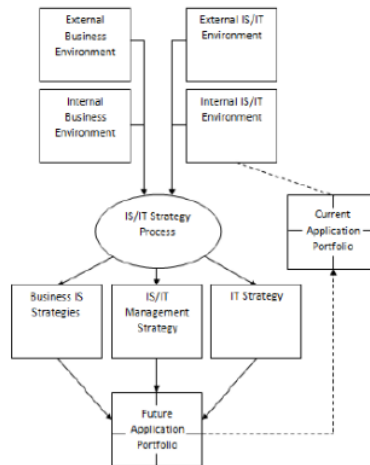 External
Business
Environment
External IS/IT
Environment
Internal
Business
Environment
Internal IS/IT
Environment
IS/IT Strategy
Process
Current
Application
Portfolio
Business IS
Strategies
IS/IT
Management
Strategy
IT Strategy
Future
Application
Portfolio